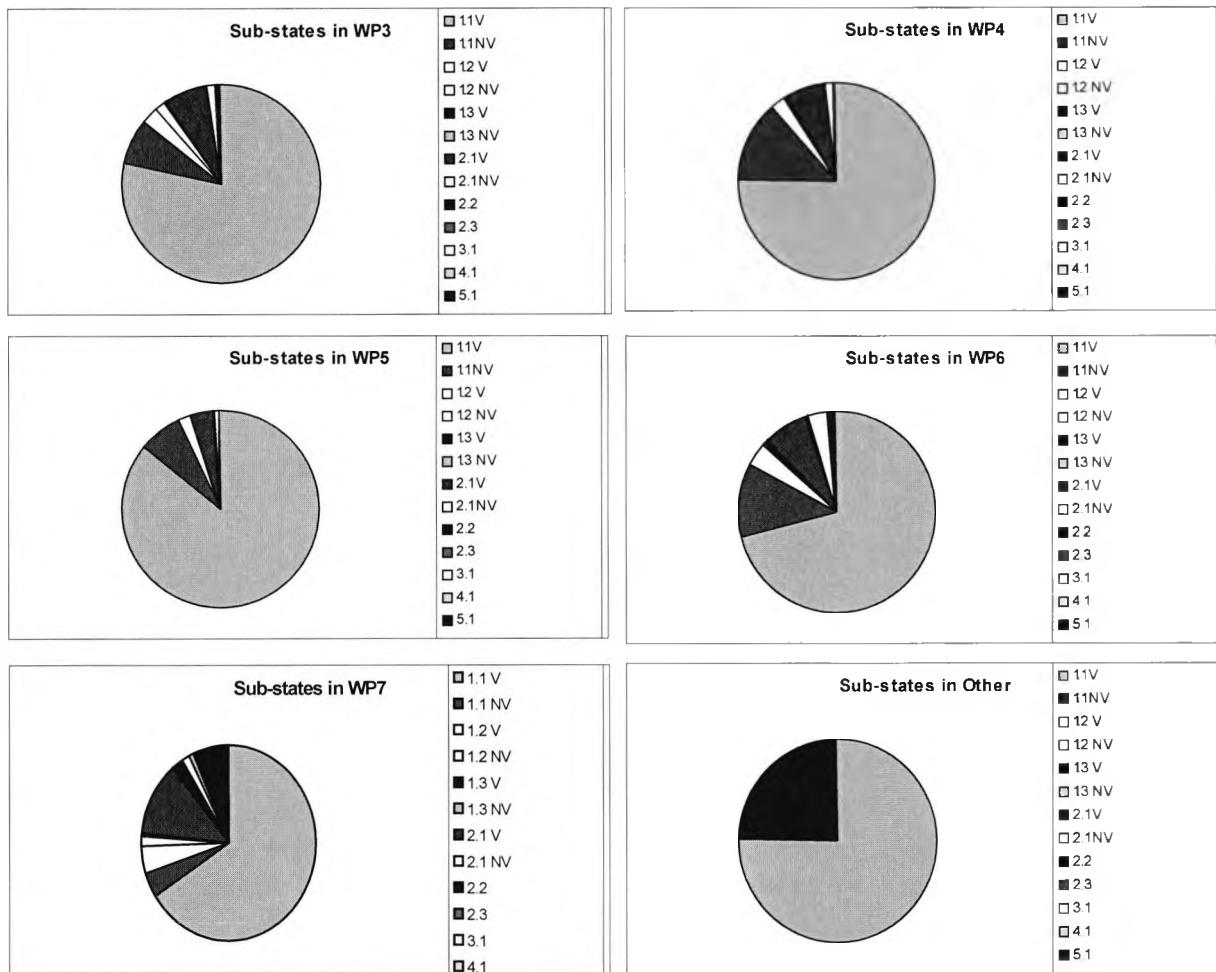 Sub-states in WP3
1.1V
1.1NV
1.2 V
1.2 NV
1.3 V
1.3 NV
2.1V
2.1NV
2.2
2.3
3.1
4.1
5.1
Sub-states in WP4
1.1V
1.1NV
1.2 V
1.2 NV
1.3 V
1.3 NV
2.1V
2.1NV
2.2
2.3
3.1
4.1
5.1
Sub-states in WP5
1.1V
1.1NV
1.2 V
1.2 NV
1.3 V
1.3 NV
2.1V
2.1NV
2.2
2.3
3.1
4.1
5.1
Sub-states in WP6
1.1V
1.1NV
1.2 V
1.2 NV
1.3 V
1.3 NV
2.1V
2.1NV
2.2
2.3
3.1
4.1
5.1
Sub-states in WP7
1.1 V
1.1 NV
1.2 V
1.2 NV
1.3 V
1.3 NV
2.1 V
2.1 NV
2.2
2.3
3.1
4.1
Sub-states in Other
1.1V
1.1NV
1.2 V
1.2 NV
1.3 V
1.3 NV
2.1V
2.1NV
2.2
2.3
3.1
4.1
5.1